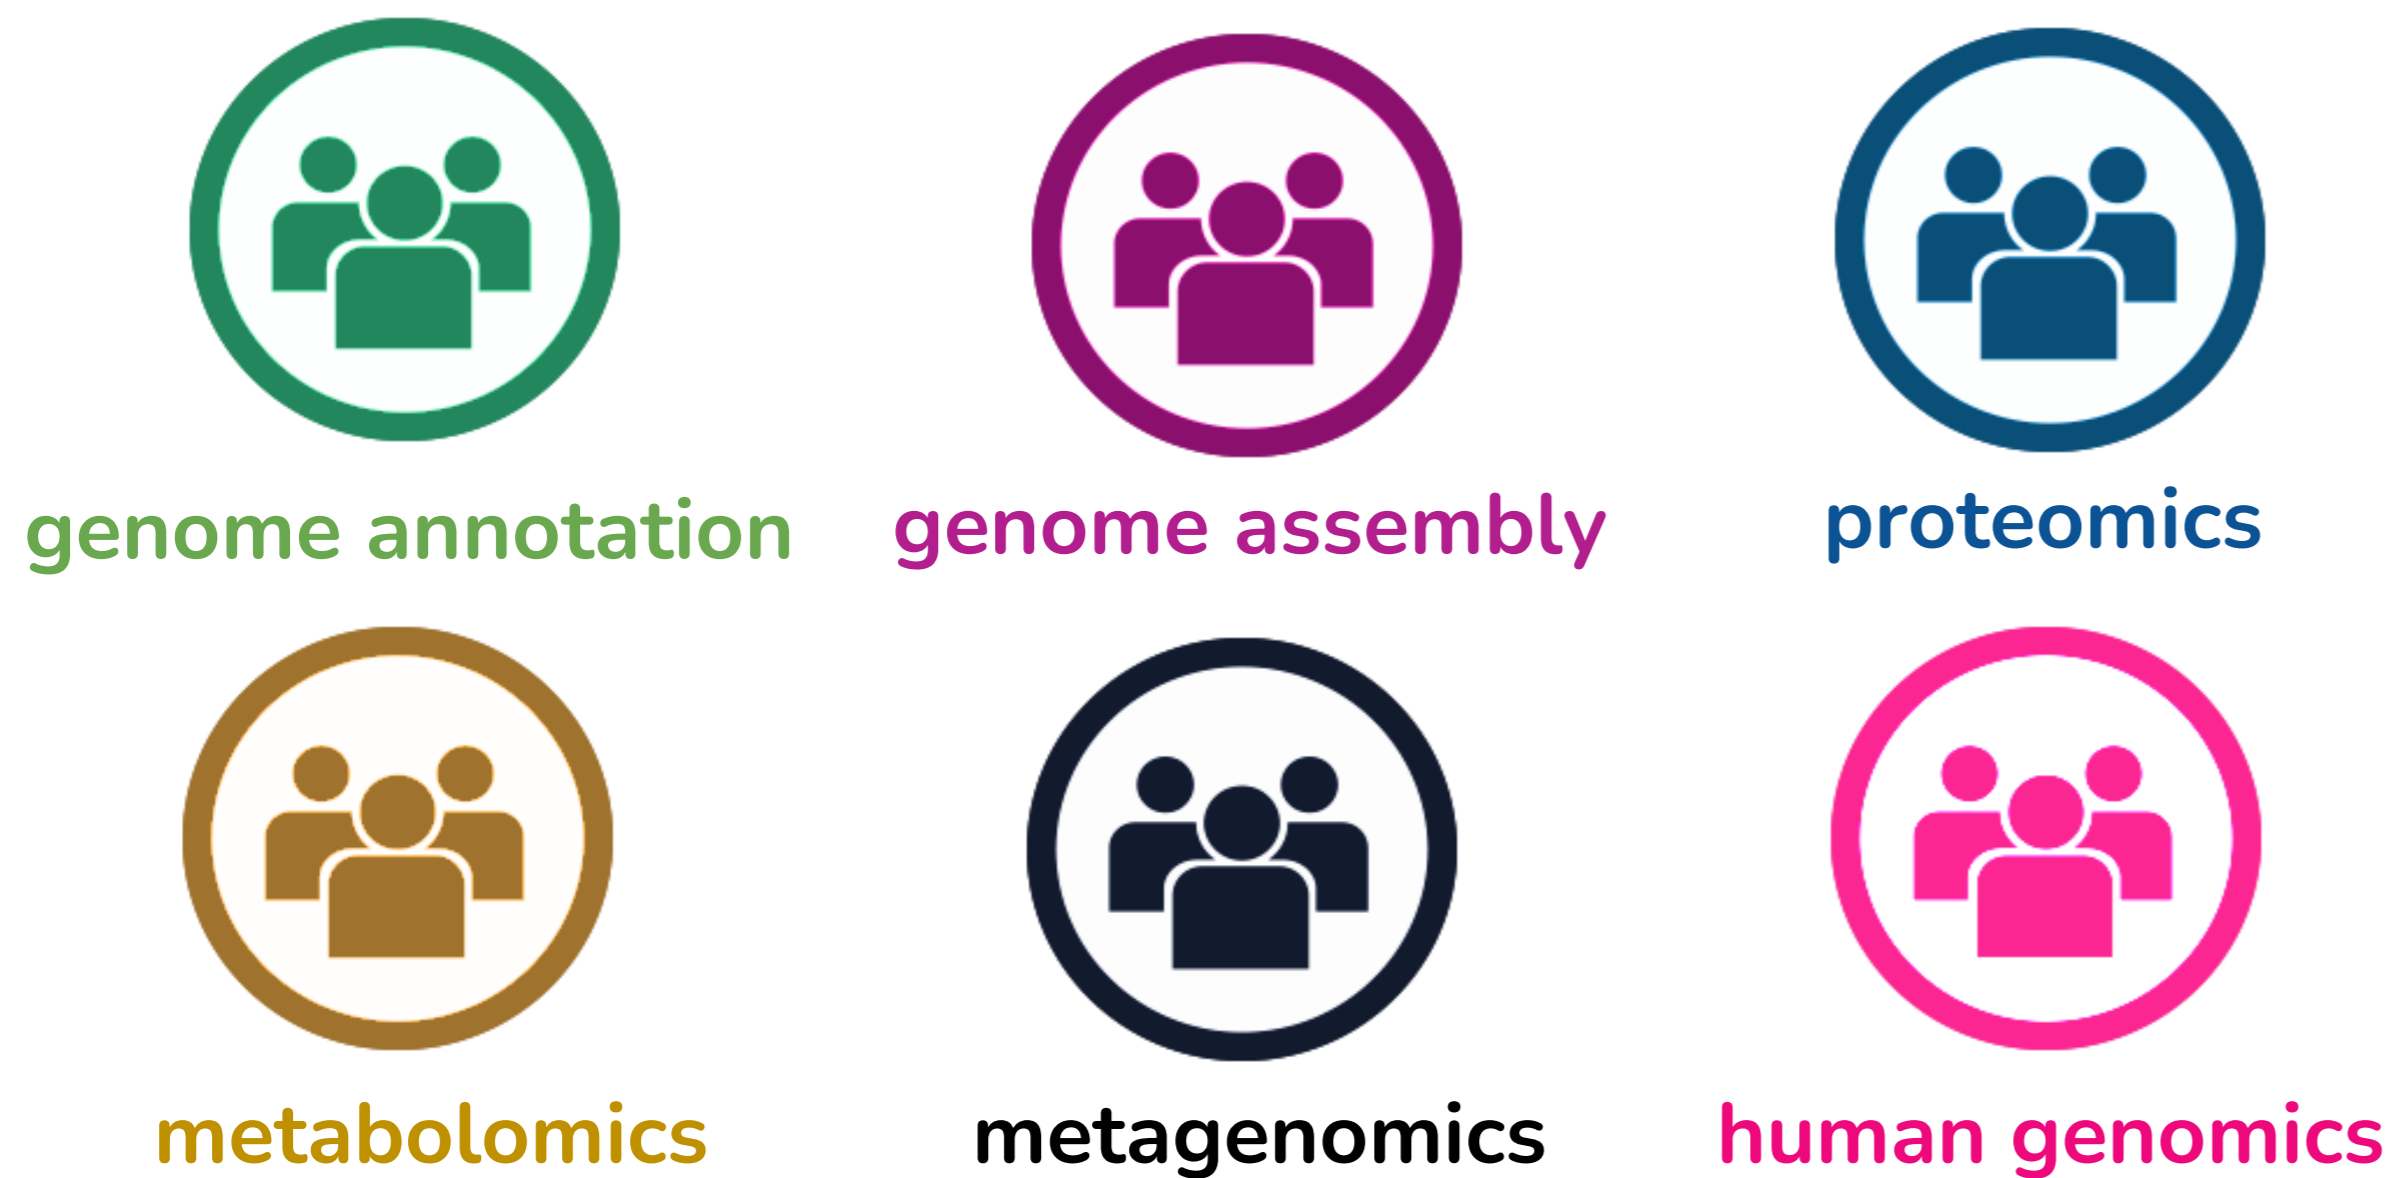 genome annotation
genome assembly
proteomics
metabolomics
metagenomics
human genomics